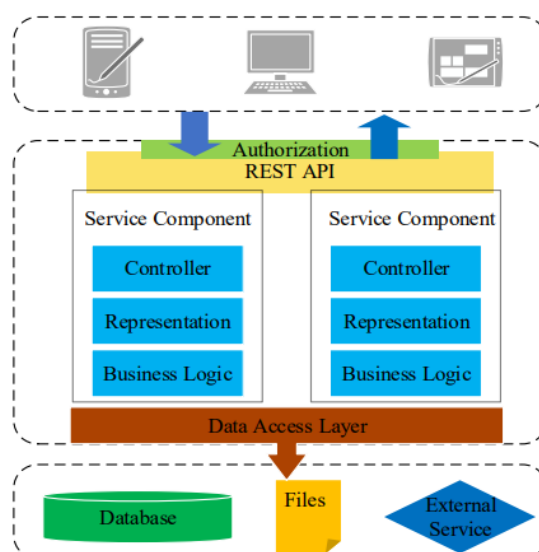 Authorization
REST API
Service Component
Service Component
Controller
Controller
Representation
Representation
Business Logic
Business Logic
Data Access Layer
Database
Files
External
Service